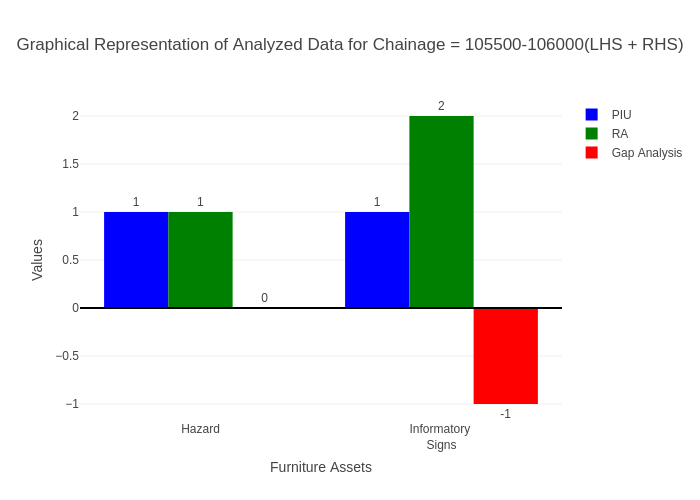 Graphical Representation of Analyzed Data for Chainage = 105500-106000(LHS + RHS)
PIU
RA
Gap Analysis
2
1.5
1
0.5
0
−0.5
−1
Values
1
1
0
1
2
-1
Hazard
Informatory
Signs
Furniture Assets